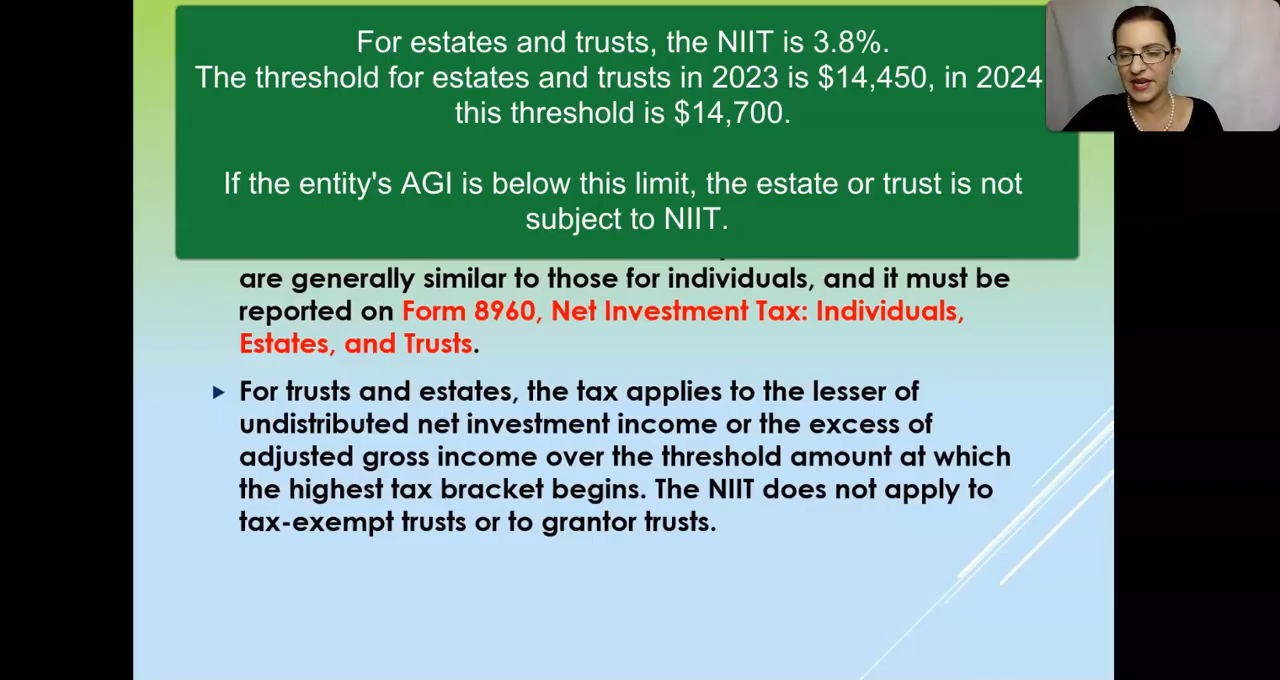 For estates and trusts, the NIIT is 3.8%.
The threshold for estates and trusts in 2023 is $14,450, in 2024
this threshold is $14,700.
If the entity's AGI is below this limit, the estate or trust is not
subject to NIIT.
are generally similar to those for individuals, and it must be
reported on Form 8960, Net Investment Tax: Individuals,
Estates, and Trusts.
For trusts and estates, the tax applies to the lesser of
undistributed net investment income or the excess of
adjusted gross income over the threshold amount at which
the highest tax bracket begins. The NIIT does not apply to
tax-exempt trusts or to grantor trusts.